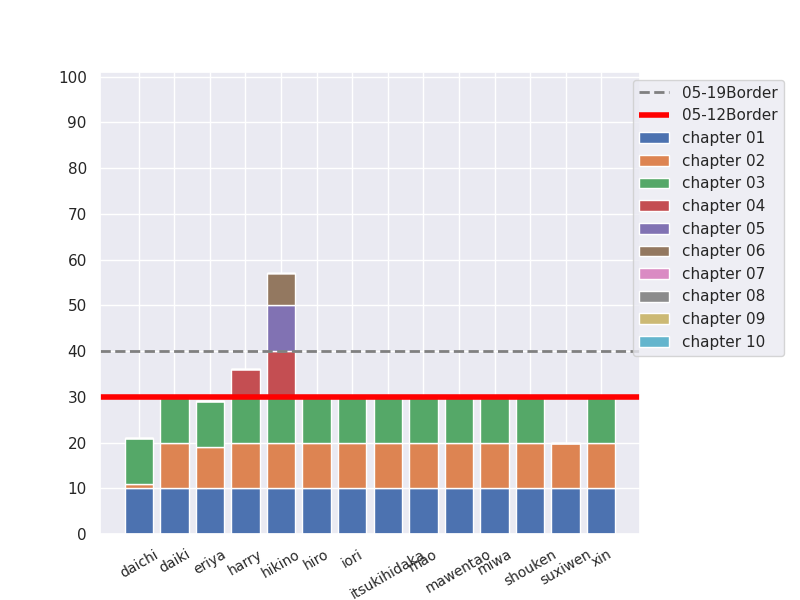 100
90
80
70
60
50
40
30
20
10
0
daichi
daiki
eriya
harry
hikino
hiro
iori
itsukihidaka
mao
mawentao
miwa
shouken
suxiwen
xin
05-19Border
05-12Border
chapter 01
chapter 02
chapter 03
chapter 04
chapter 05
chapter 06
chapter 07
chapter 08
chapter 09
chapter 10